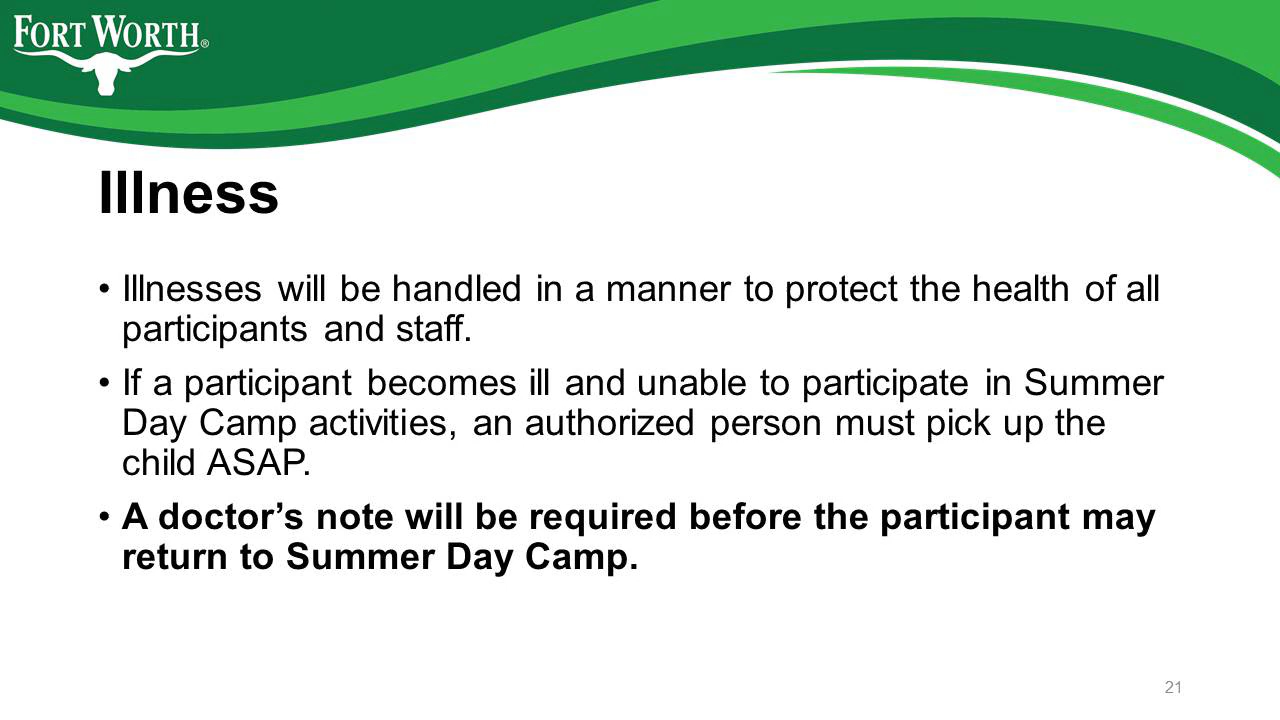 FORT WORTH®
Illness
• Illnesses will be handled in a manner to protect the health of all
participants and staff.
• If a participant becomes ill and unable to participate in Summer
Day Camp activities, an authorized person must pick up the
child ASAP.
• A doctor’s note will be required before the participant may
return to Summer Day Camp.
21